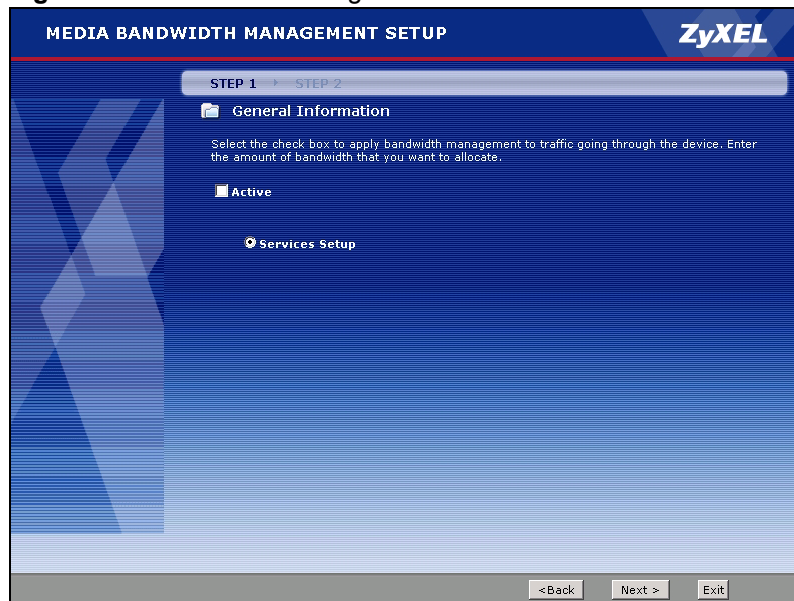 MEDIA BANDWIDTH MANAGEMENT SETUP
ZyXEL
STEP 1 STEP 2
General Information
Select the check box to apply bandwidth management to traffic going through the device. Enter
the amount of bandwidth that you want to allocate.
Active
Services Setup
<Back Next > Exit